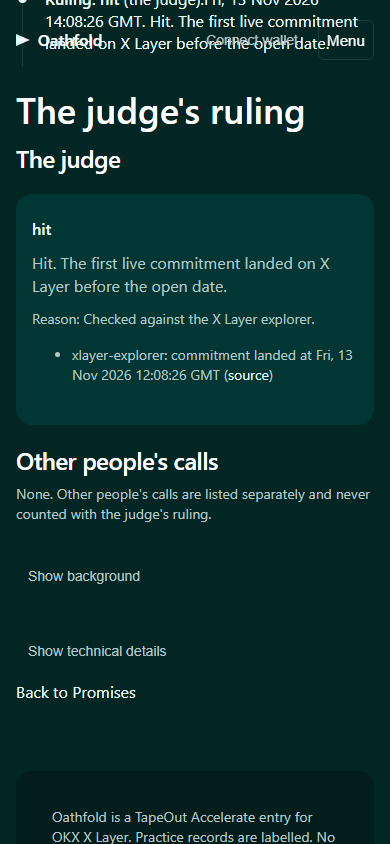 Ruling: hit (the judge).Fri, 13 Nov 2026
14:08:26 GMT. Hit. The first live commitment
landed on X Layer before the open date.
Oathfold
Connect wallet
Menu
The judge's ruling
The judge
hit
Hit. The first live commitment landed on X
Layer before the open date.
Reason: Checked against the X Layer explorer.
xlayer-explorer: commitment landed at Fri, 13
Nov 2026 12:08:26 GMT (source)
Other people's calls
None. Other people's calls are listed separately and never
counted with the judge's ruling.
Show background
Show technical details
Back to Promises
Oathfold is a TapeOut Accelerate entry for
OKX X Layer. Practice records are labelled. No